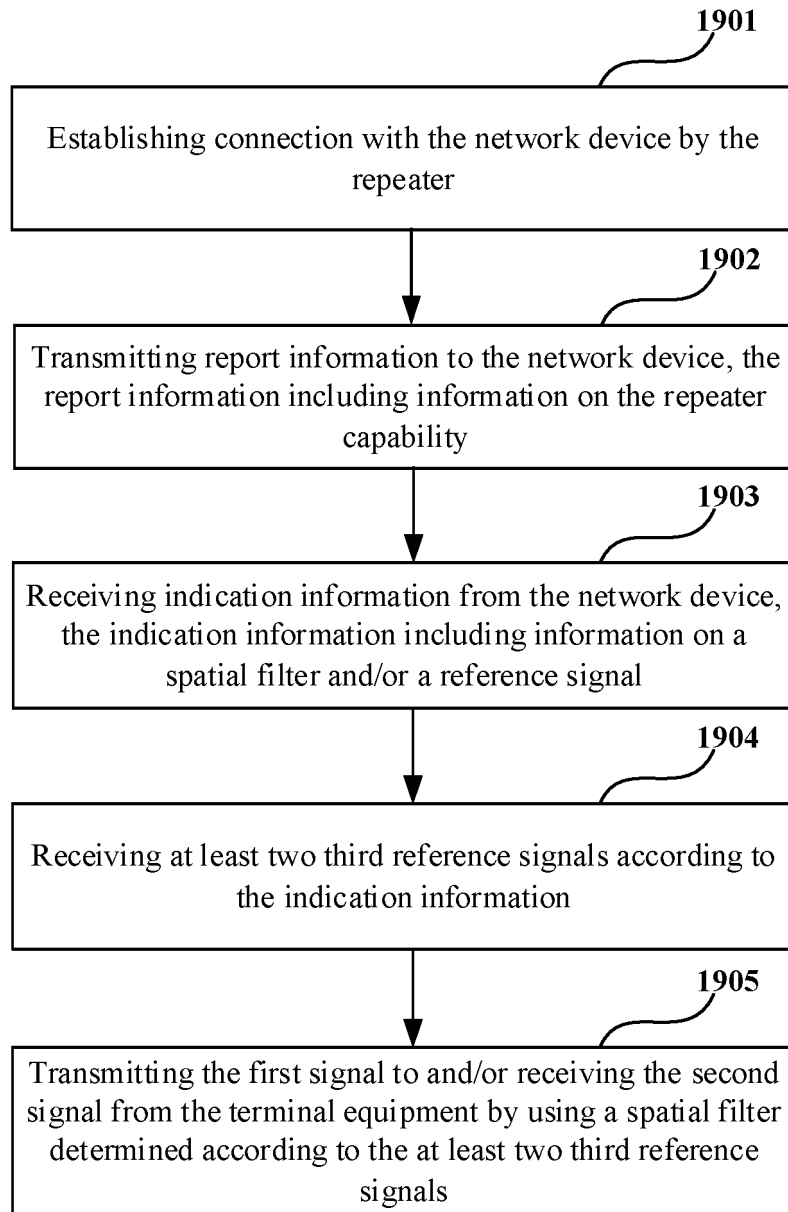 1901
Establishing connection with the network device by the
repeater
1902
Transmitting report information to the network device, the
report information including information on the repeater
capability
1903
Receiving indication information from the network device,
the indication information including information on a
spatial filter and/or a reference signal
1904
Receiving at least two third reference signals according to
the indication information
1905
Transmitting the first signal to and/or receiving the second
signal from the terminal equipment by using a spatial filter
determined according to the at least two third reference
signals